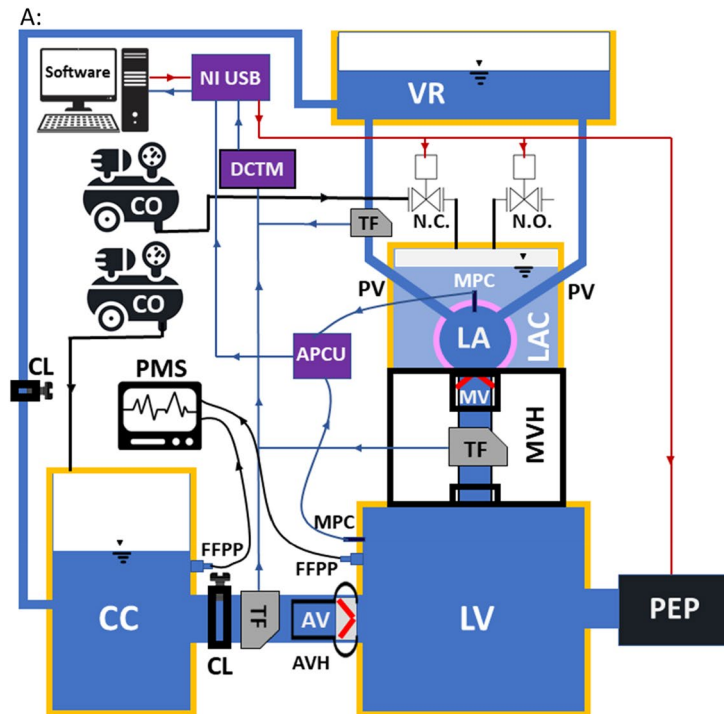 A:
Software
NI USB
VR
DCTM
CO
TF
N.C.
N.O.
CO
PV
MPC
PV
LA
LAC
APCU
CL
PMS
MV
TF
MVH
MPC
FFPP
FFPP
CC
TF
AV
LV
PEP
CL
AVH